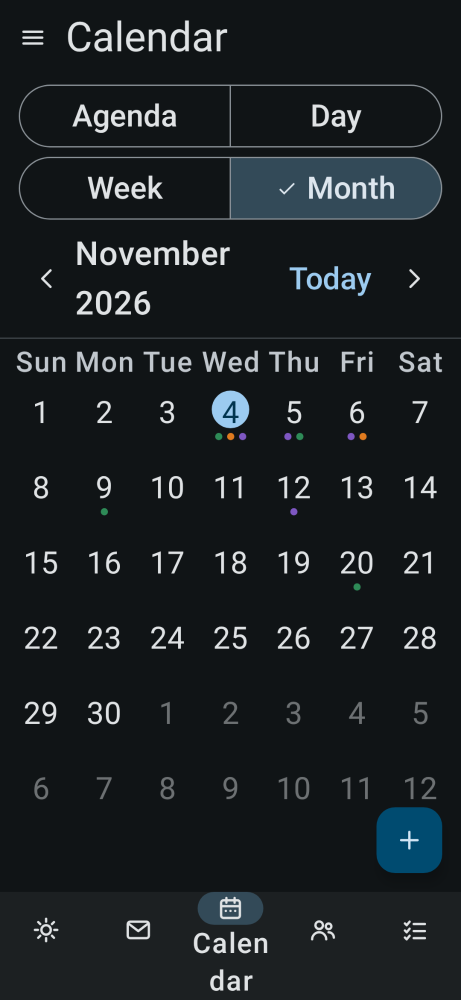 Calendar
Agenda Day
Week Month
November
2026
Today
Sun Mon Tue Wed Thu Fri Sat
1 2 3 4 5 6 7
8 9 10 11 12 13 14
15 16 17 18 19 20 21
22 23 24 25 26 27 28
29 30 1 2 3 4 5
6 7 8 9 10 11 12
Calen
dar